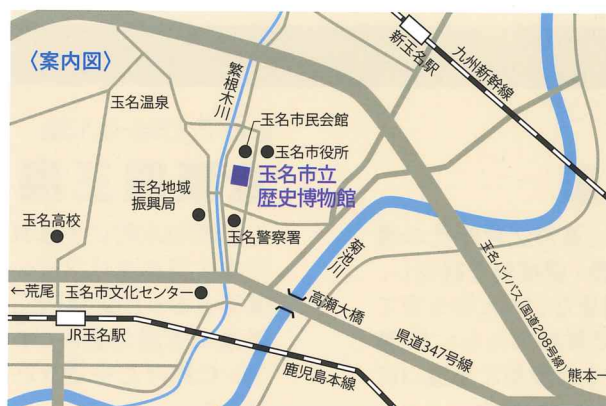 〈案内図〉
玉名温泉
繁根木川
新玉名駅
九州新幹線
玉名市民会館
玉名市役所
玉名市立
歴史博物館
玉名地域
振興局
玉名高校
玉名警察署
菊池川
玉名バイパス(国道208号線)
←荒尾
玉名市文化センター
高瀬大橋
県道347号線
JR玉名駅
鹿児島本線
熊本→